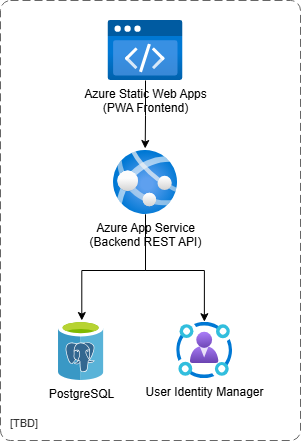 Azure Static Web Apps
(PWA Frontend)
Azure App Service
(Backend REST API)
PostgreSQL
User Identity Manager
[TBD]